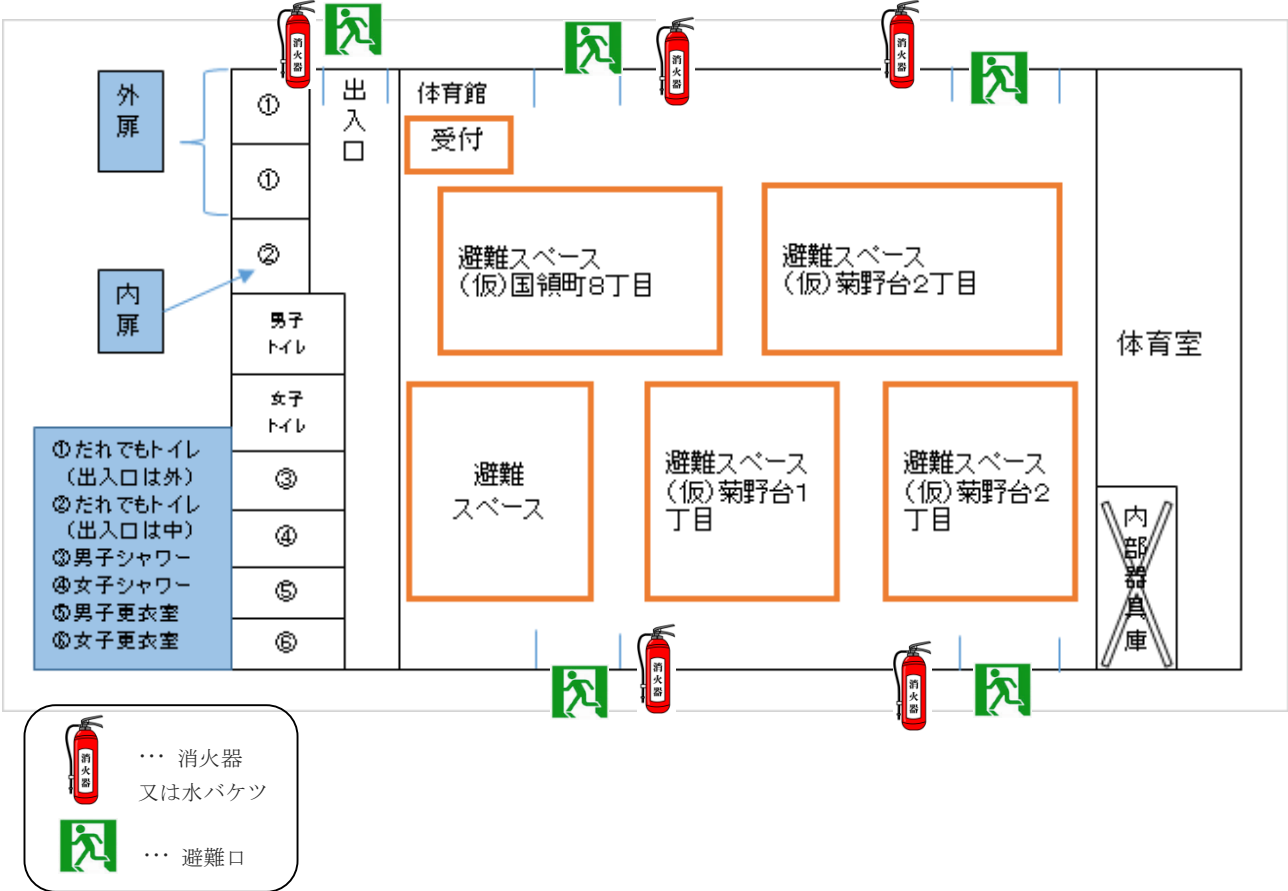 消火器
消火器
消火器
外
扉
①
出
入
口
体育館
受付
①
②
避難スペース
(仮)国領町8丁目
避難スペース
(仮)菊野台2丁目
内
扉
男子
トイレ
体育室
女子
トイレ
①だれでもトイレ
(出入口は外)
②だれでもトイレ
(出入口は中)
③男子シャワー
④女子シャワー
⑤男子更衣室
⑥女子更衣室
③
④
⑤
⑥
避難
スペース
避難スペース
(仮)菊野台1
丁目
避難スペース
(仮)菊野台2
丁目
内
部
器
具
庫
消火器
消火器
消火器
… 消火器
又は水バケツ
… 避難口